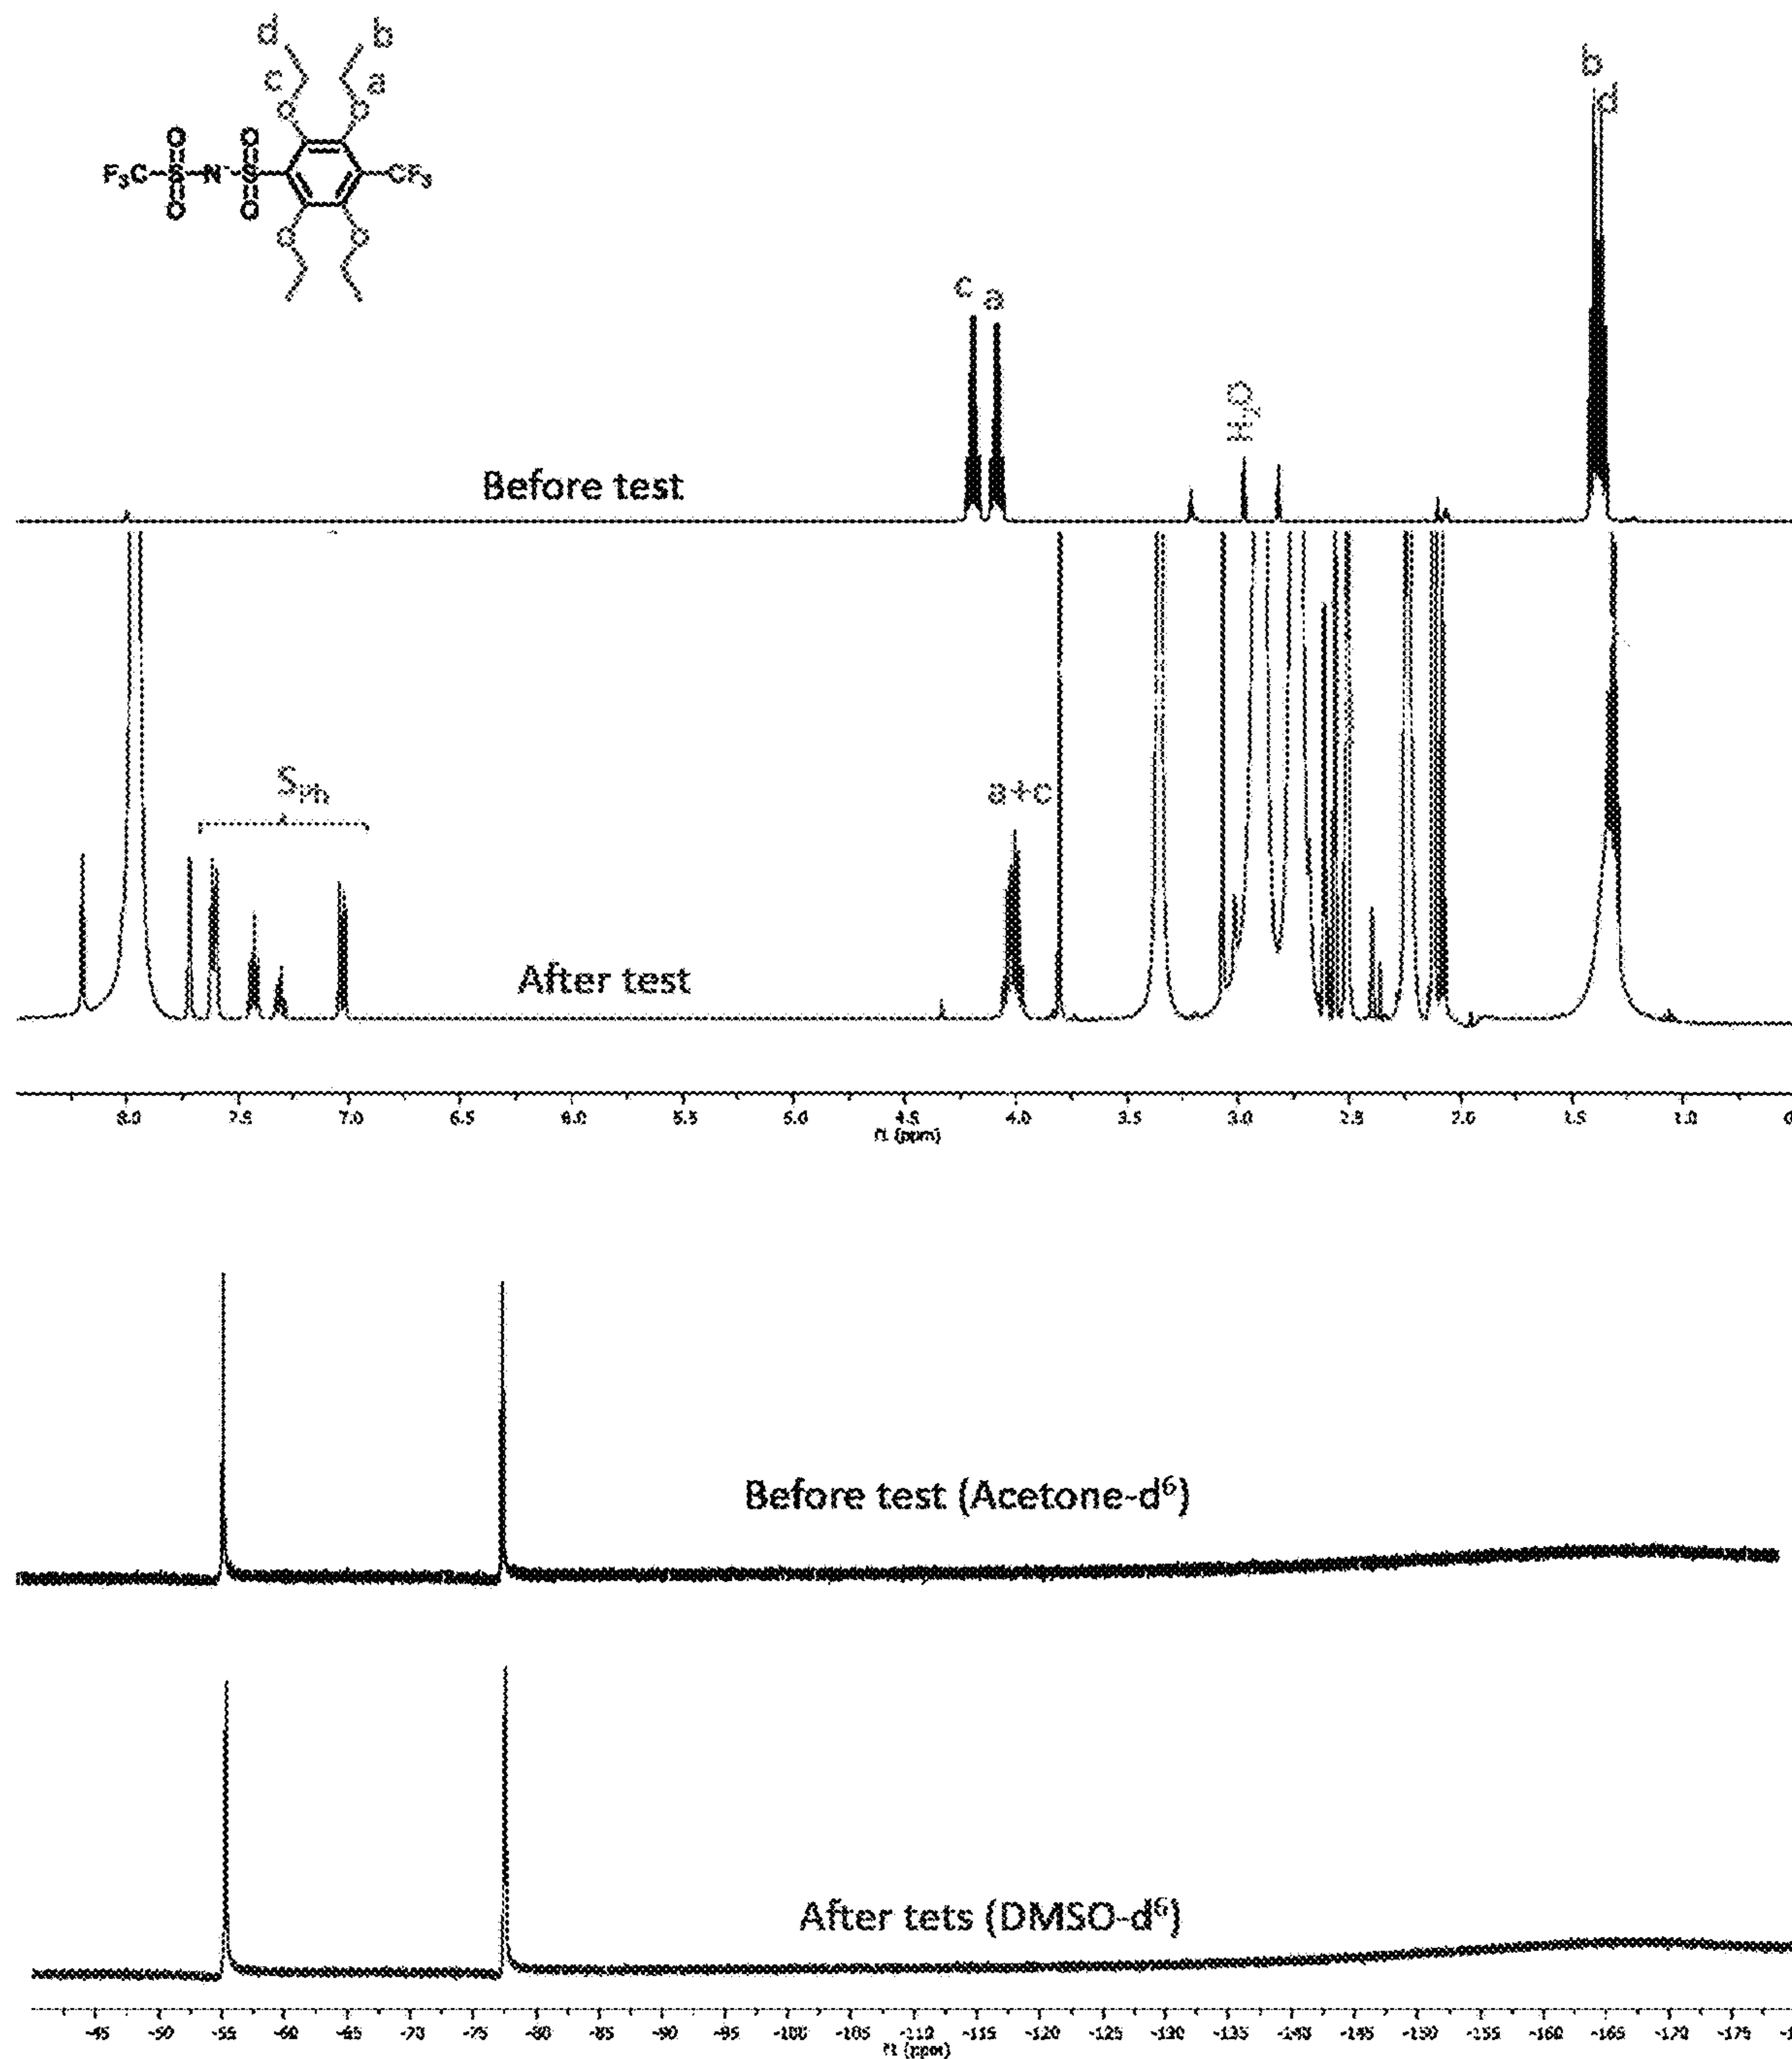 d b
c a
O O
O O
F₃C S N⁻ S CF₃
O O
O O
b
d
c a
H₂O
Before test
S_Ph
a+c
After test
8.0 7.5 7.0 6.5 6.0 5.5 5.0 4.5 4.0 3.5 3.0 2.5 2.0 1.5 1.0
f1 (ppm)
Before test (Acetone-d⁶)
After tets (DMSO-d⁶)
-45 -50 -55 -60 -65 -70 -75 -80 -85 -90 -95 -100 -105 -110 -115 -120 -125 -130 -135 -140 -145 -150 -155 -160 -165 -170 -175
f1 (ppm)